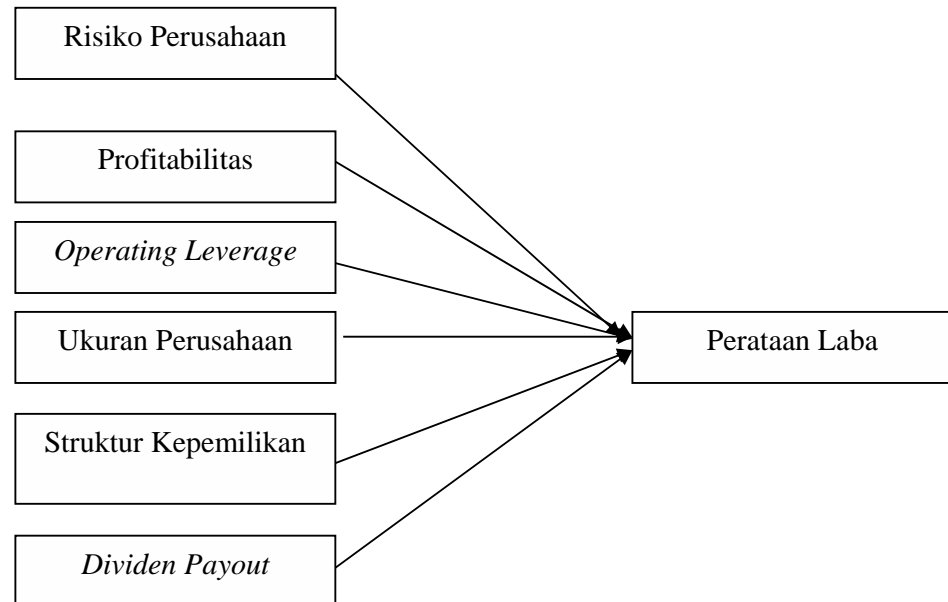 Risiko Perusahaan
Profitabilitas
Operating Leverage
Ukuran Perusahaan
Perataan Laba
Struktur Kepemilikan
Dividen Payout